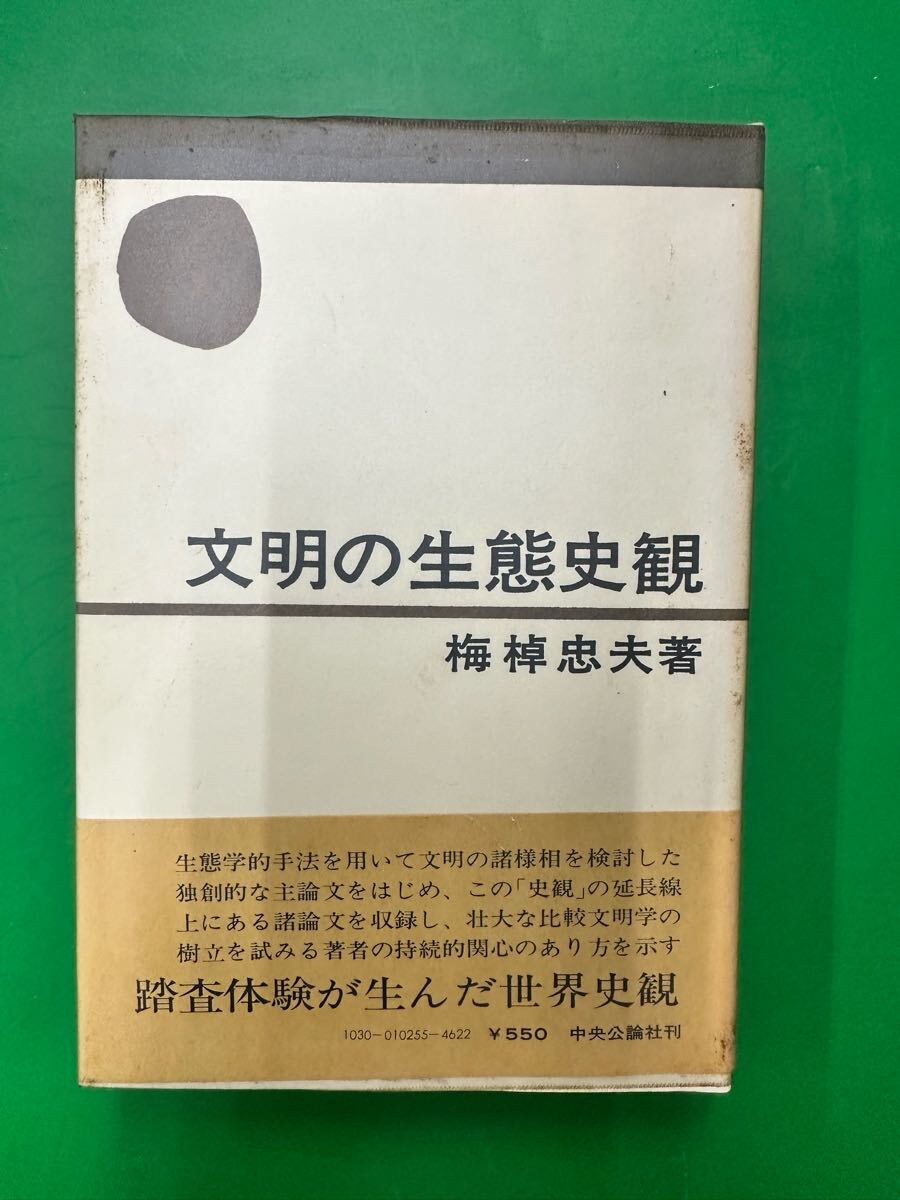 文明の生態史観
梅棹忠夫著
生態学的手法を用いて文明の諸様相を検討した
独創的な主論文をはじめ、この「史観」の延長線
上にある諸論文を収録し、壮大な比較文明学の
樹立を試みる著者の持続的関心のあり方を示す
踏査体験が生んだ世界史観
1030-010255-4622 ￥550 中央公論社刊